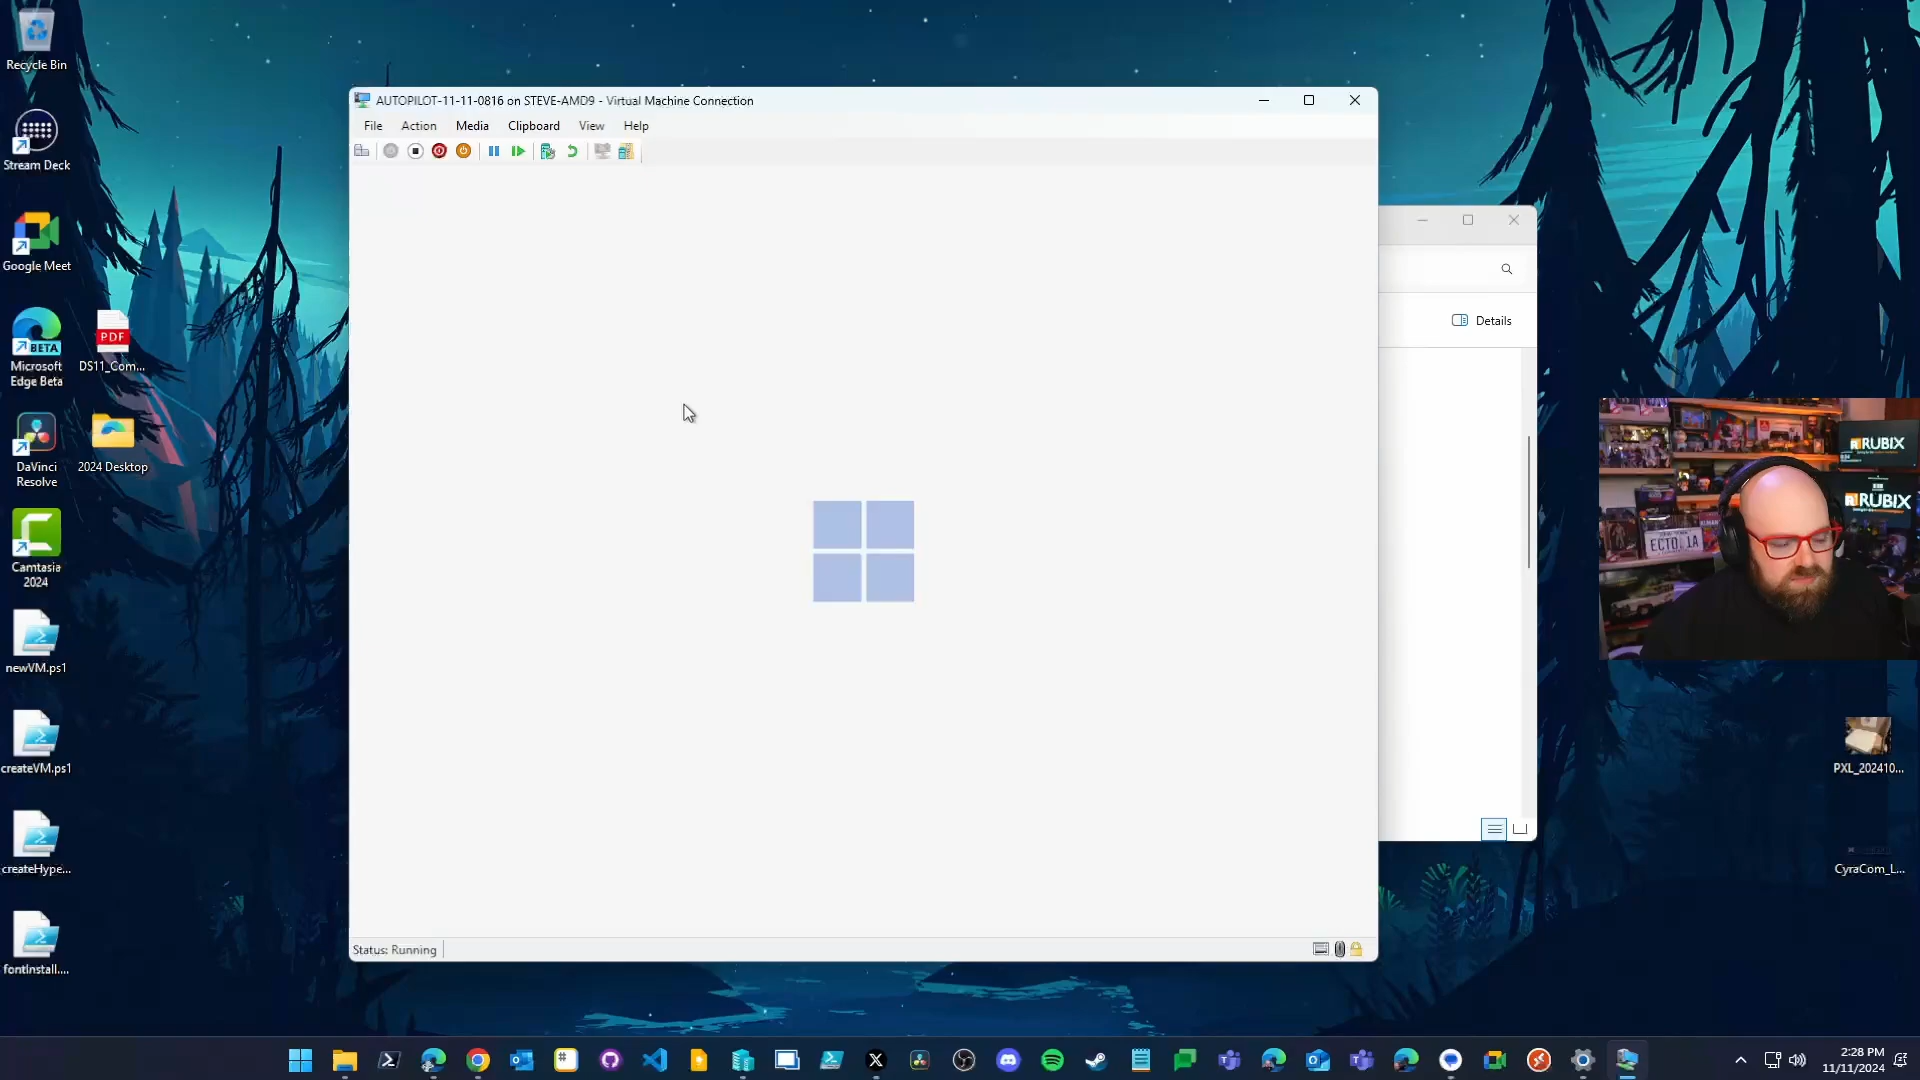 Recycle Bin
Stream Deck
Google Meet
BETA
Microsoft
Edge Beta
PDF
DS11_Com...
DaVinci
Resolve
2024 Desktop
Camtasia
2024
newVM.ps1
createVM.ps1
createHype...
fontInstall....
AUTOPILOT-11-11-0816 on STEVE-AMD9 - Virtual Machine Connection
File Action Media Clipboard View Help
Status: Running
Details
RUBIX
RUBIX
ECTO.1A
PXL_202410...
CyraCom_L...
2:28 PM
11/11/2024